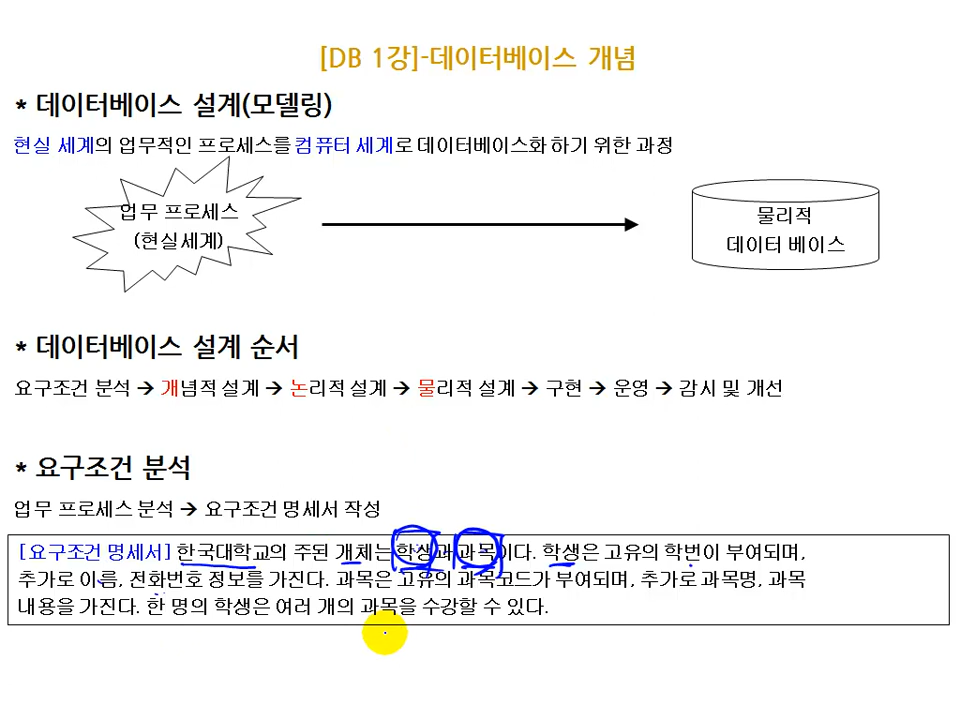 [DB 1강]-데이터베이스 개념
* 데이터베이스 설계(모델링)
현실 세계의 업무적인 프로세스를 컴퓨터 세계로 데이터베이스화 하기 위한 과정
업무 프로세스
(현실세계)
물리적
데이터 베이스
* 데이터베이스 설계 순서
요구조건 분석 → 개념적 설계 → 논리적 설계 → 물리적 설계 → 구현 → 운영 → 감시 및 개선
* 요구조건 분석
업무 프로세스 분석 → 요구조건 명세서 작성
[요구조건 명세서] 한국대학교의 주된 개체는 학생과 과목이다. 학생은 고유의 학번이 부여되며,
추가로 이름, 전화번호 정보를 가진다. 과목은 고유의 과목코드가 부여되며, 추가로 과목명, 과목
내용을 가진다. 한 명의 학생은 여러 개의 과목을 수강할 수 있다.